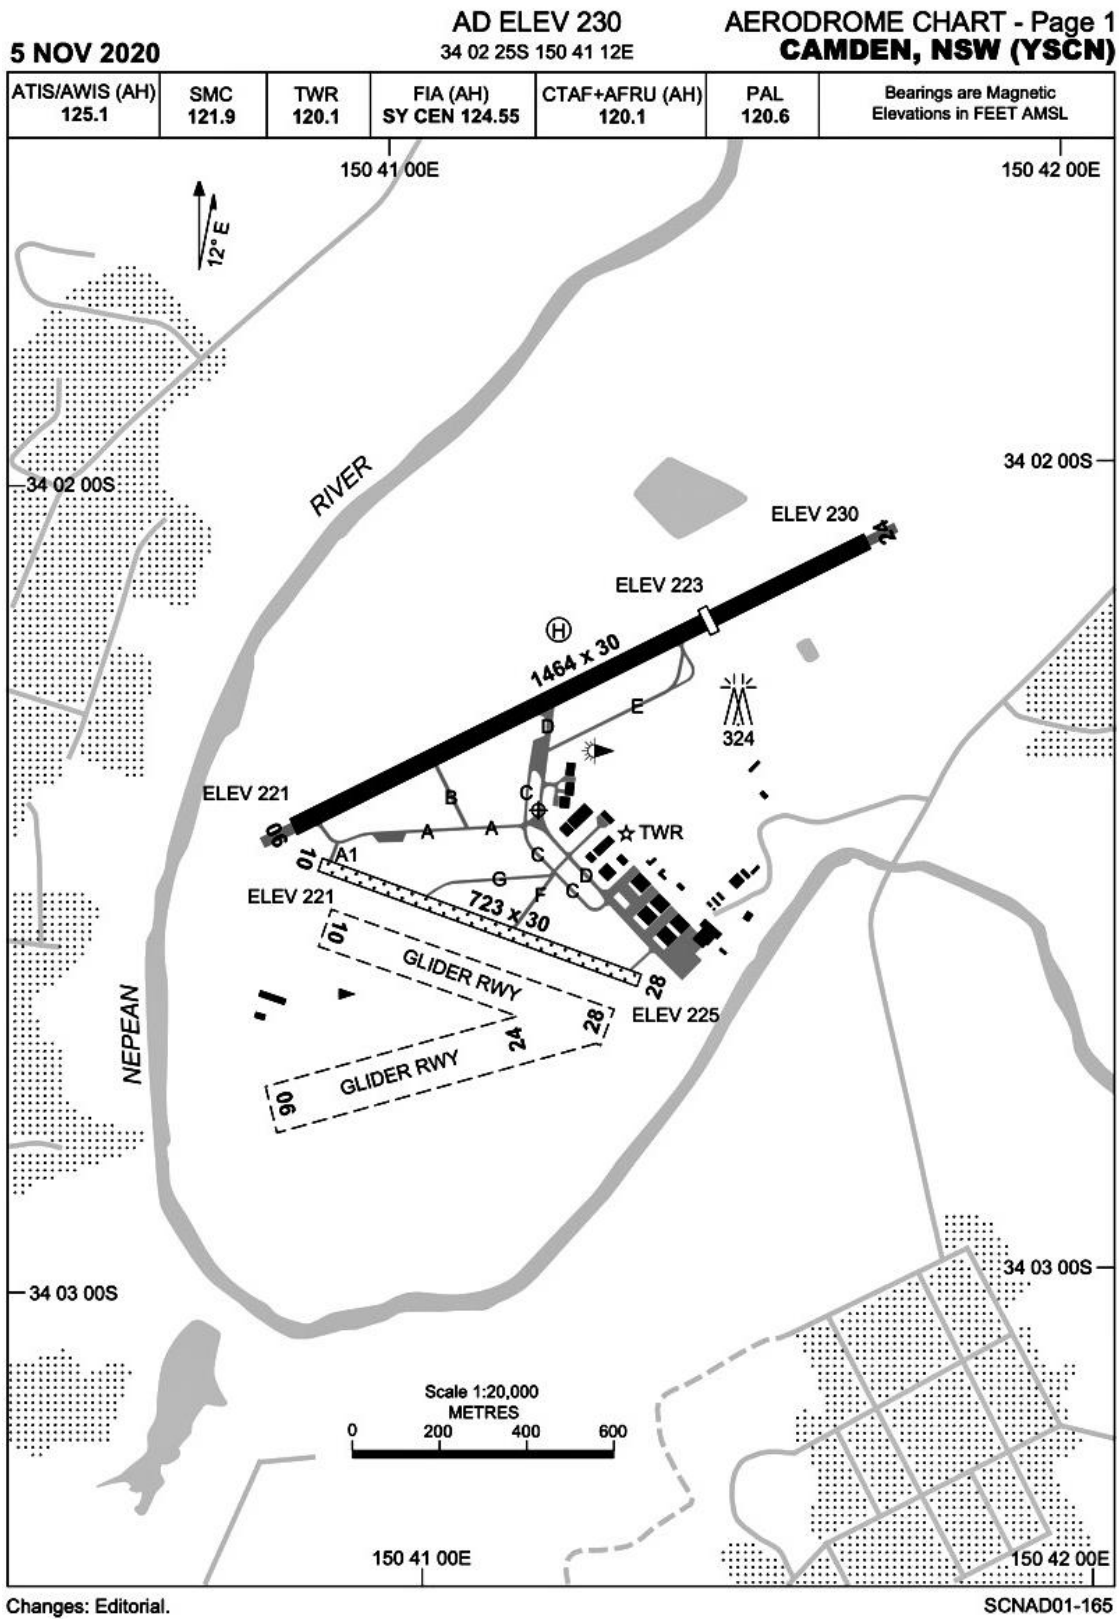 AD ELEV 230
34 02 25S 150 41 12E
AERODROME CHART - Page 1
5 NOV 2020
CAMDEN, NSW (YSCN)
ATIS/AWIS (AH)
125.1
SMC
121.9
TWR
120.1
FIA (AH)
SY CEN 124.55
CTAF+AFRU (AH)
120.1
PAL
120.6
Bearings are Magnetic
Elevations in FEET AMSL
150 41 00E
150 42 00E
12° E
34 02 00S
34 02 00S
RIVER
ELEV 230
24
ELEV 223
H
1464 x 30
E
D
324
ELEV 221
B
C
06
A
A
TWR
10
A1
C
D
G
F
C
ELEV 221
723 x 30
10
GLIDER RWY
28
ELEV 225
28
NEPEAN
24
GLIDER RWY
06
34 03 00S
34 03 00S
Scale 1:20,000
METRES
0
200
400
600
150 41 00E
150 42 00E
Changes: Editorial.
SCNAD01-165